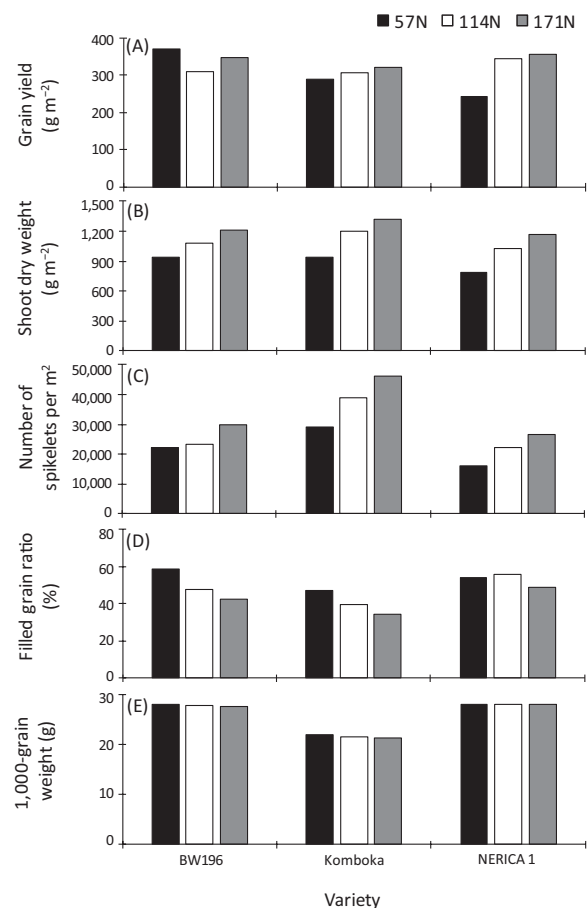 57N 114N 171N
(A)
Grain yield
(g m⁻²)
400
300
200
100
0
(B)
Shoot dry weight
(g m⁻²)
1,500
1,200
900
600
300
0
(C)
Number of
spikelets per m²
50,000
40,000
30,000
20,000
10,000
0
(D)
Filled grain ratio
(%)
80
60
40
20
0
(E)
1,000-grain
weight (g)
30
20
10
0
BW196 Komboka NERICA 1
Variety